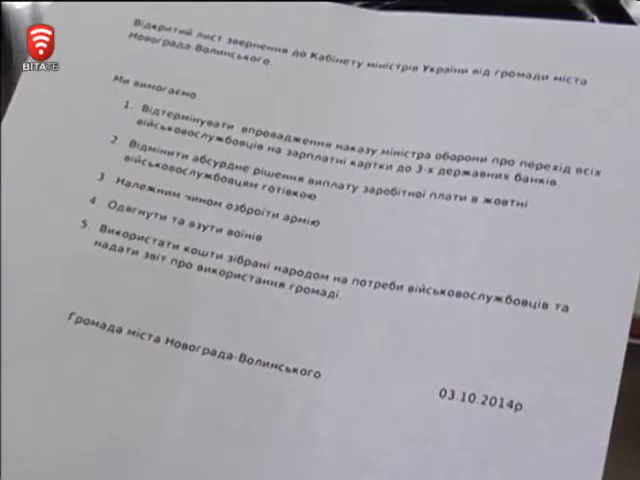 ВІТАТБ
Відкритий лист звернення до Кабінету міністрів України від громади міста
Новограда-Волинського
Ми вимогаємо
1. Відтермінувати впровадження наказу міністра оборони про перехід всіх
військовослужбовців на зарплатні картки до 3-х державних банків.
2. Відмінити абсурдне рішення виплату заробітної плати в жовтні
військовослужбовцям готівкою
3. Належним чином озброїти армію
4. Одягнути та взути воїнів
5. Використати кошти зібрані народом на потреби військовослужбовців та
надати звіт про використання громаді.
Громада міста Новограда-Волинського
03.10.2014р.